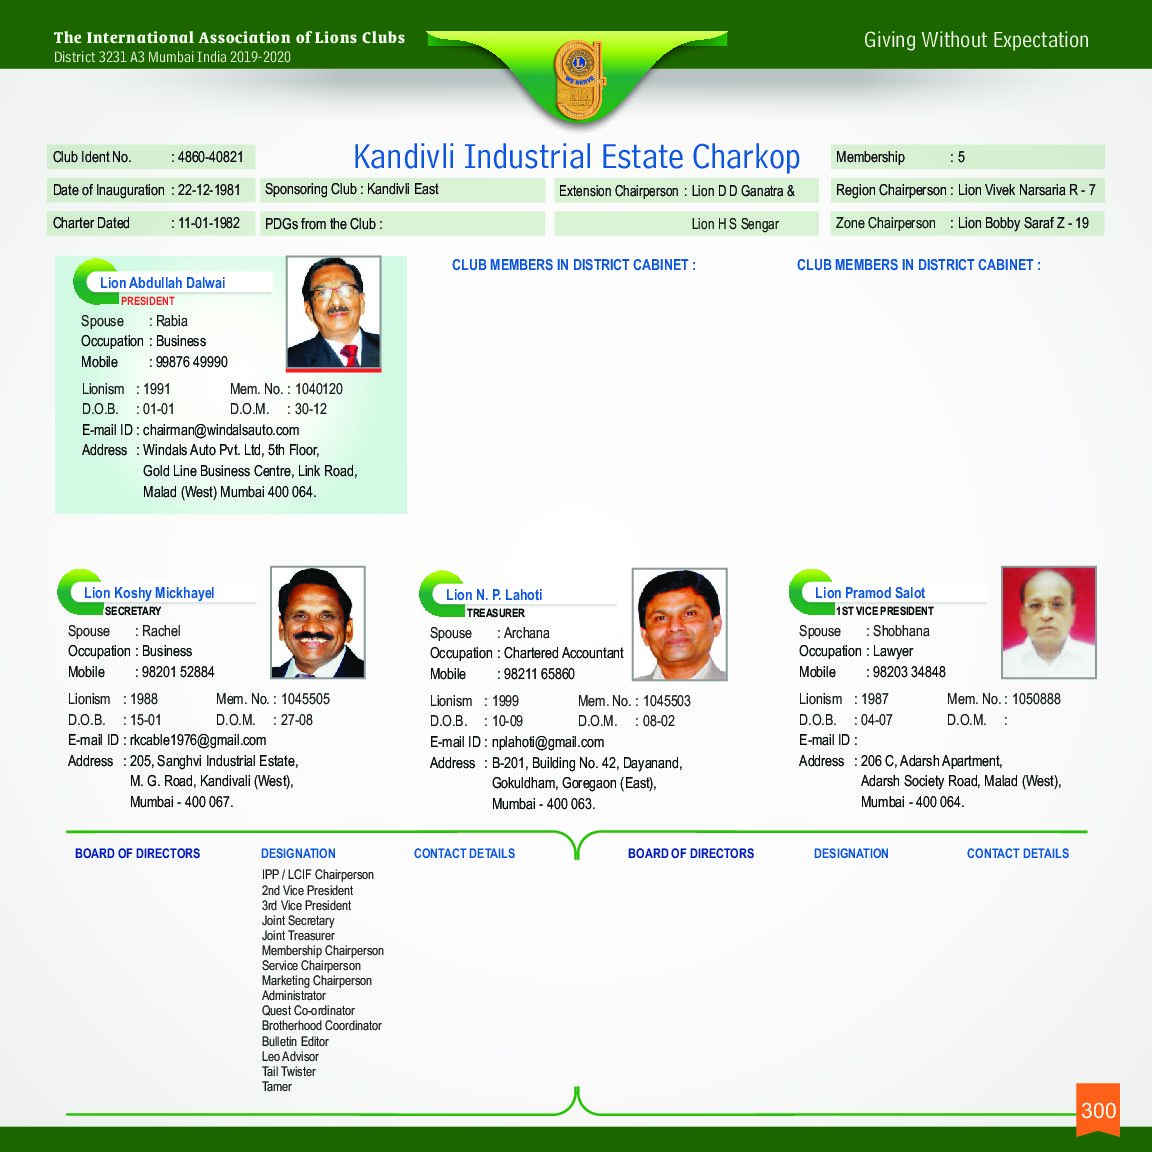 The International Association of Lions Clubs
District 3231 A3 Mumbai India 2019-2020
Giving Without Expectation
WE SERVE
Kandivli Industrial Estate Charkop
Club Ident No. : 4860-40821
Membership : 5
Date of Inauguration : 22-12-1981
Sponsoring Club : Kandivli East
Extension Chairperson : Lion D D Ganatra &
Region Chairperson : Lion Vivek Narsaria R - 7
Charter Dated : 11-01-1982
PDGs from the Club :
Lion H S Sengar
Zone Chairperson : Lion Bobby Saraf Z - 19
Lion Abdullah Dalwai
PRESIDENT
Spouse : Rabia
Occupation : Business
Mobile : 99876 49990
Lionism : 1991 Mem. No. : 1040120
D.O.B. : 01-01 D.O.M. : 30-12
E-mail ID : chairman@windalsauto.com
Address : Windals Auto Pvt. Ltd, 5th Floor,
Gold Line Business Centre, Link Road,
Malad (West) Mumbai 400 064.
CLUB MEMBERS IN DISTRICT CABINET :
CLUB MEMBERS IN DISTRICT CABINET :
Lion Koshy Mickhayel
SECRETARY
Spouse : Rachel
Occupation : Business
Mobile : 98201 52884
Lionism : 1988 Mem. No. : 1045505
D.O.B. : 15-01 D.O.M. : 27-08
E-mail ID : rkcable1976@gmail.com
Address : 205, Sanghvi Industrial Estate,
M. G. Road, Kandivali (West),
Mumbai - 400 067.
Lion N. P. Lahoti
TREASURER
Spouse : Archana
Occupation : Chartered Accountant
Mobile : 98211 65860
Lionism : 1999 Mem. No. : 1045503
D.O.B. : 10-09 D.O.M. : 08-02
E-mail ID : nplahoti@gmail.com
Address : B-201, Building No. 42, Dayanand,
Gokuldham, Goregaon (East),
Mumbai - 400 063.
Lion Pramod Salot
1ST VICE PRESIDENT
Spouse : Shobhana
Occupation : Lawyer
Mobile : 98203 34848
Lionism : 1987 Mem. No. : 1050888
D.O.B. : 04-07 D.O.M. :
E-mail ID :
Address : 206 C, Adarsh Apartment,
Adarsh Society Road, Malad (West),
Mumbai - 400 064.
BOARD OF DIRECTORS DESIGNATION CONTACT DETAILS
IPP / LCIF Chairperson
2nd Vice President
3rd Vice President
Joint Secretary
Joint Treasurer
Membership Chairperson
Service Chairperson
Marketing Chairperson
Administrator
Quest Co-ordinator
Brotherhood Coordinator
Bulletin Editor
Leo Advisor
Tail Twister
Tamer
BOARD OF DIRECTORS DESIGNATION CONTACT DETAILS
300